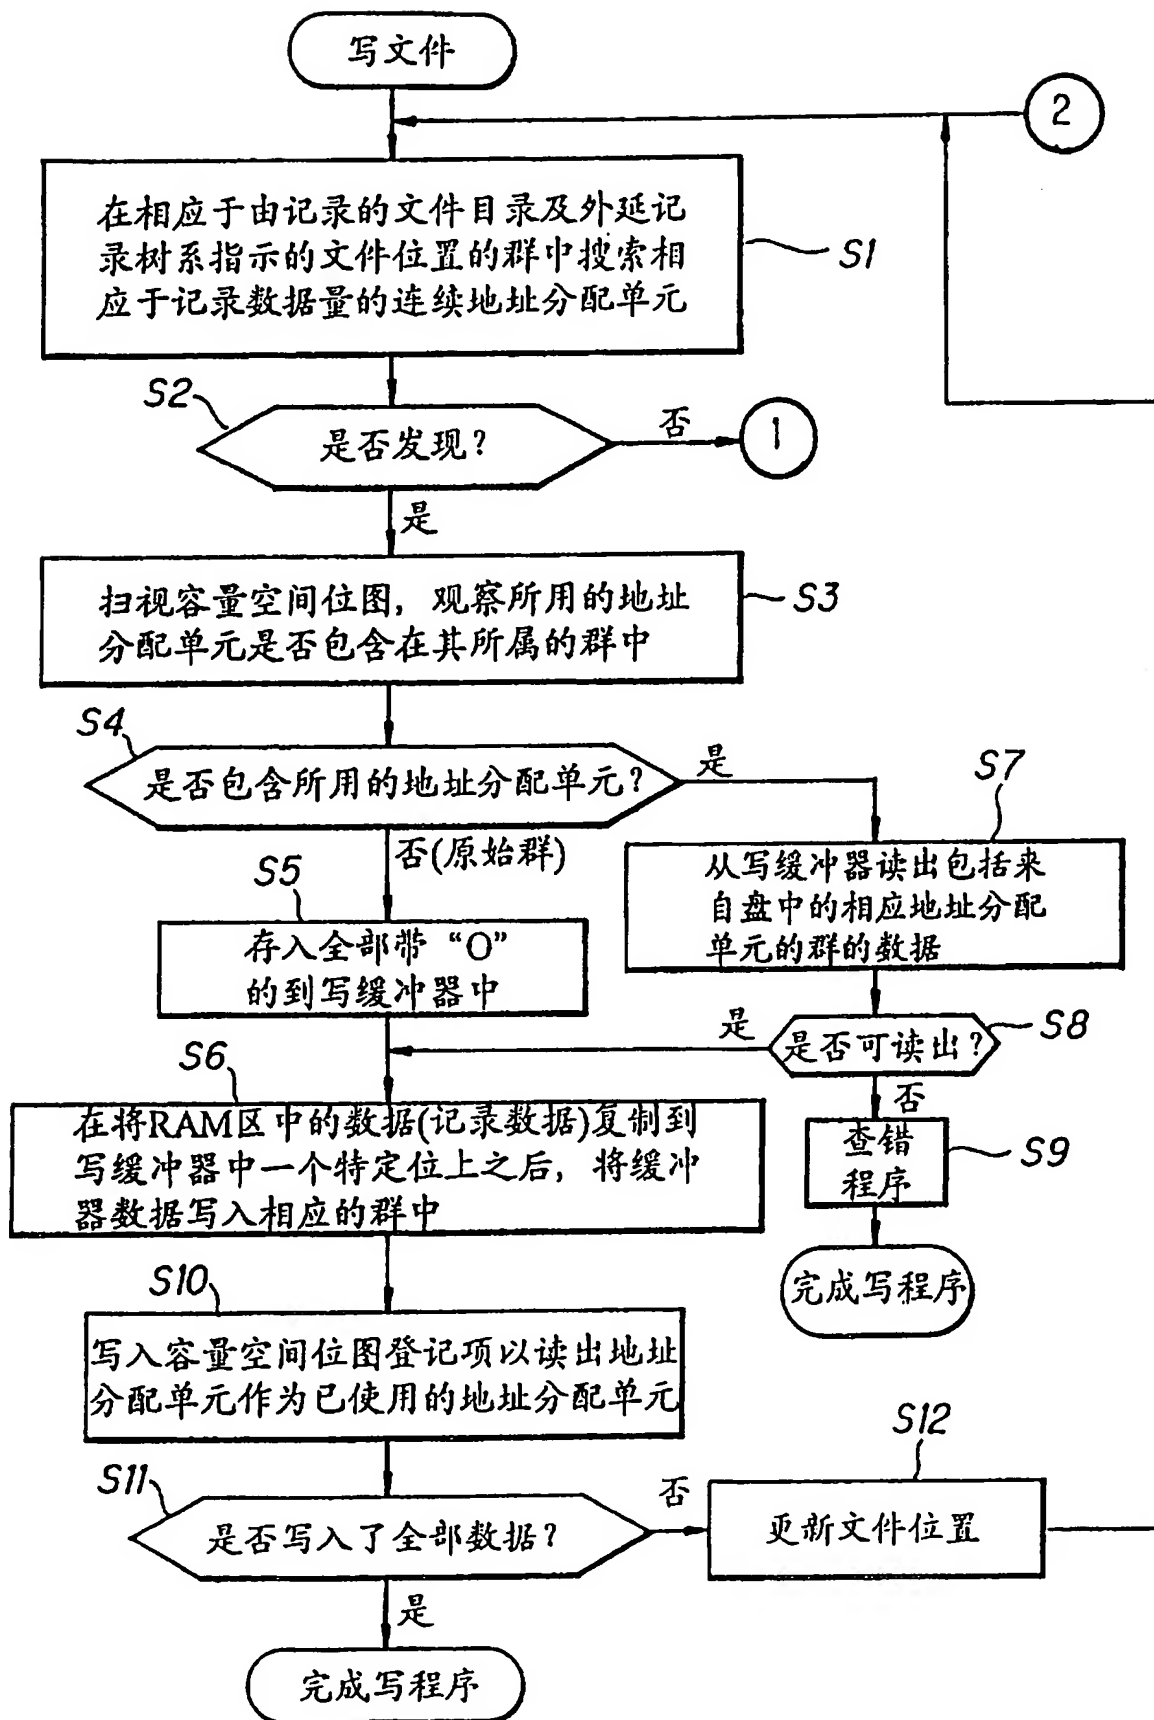 写文件
2
在相应于由记录的文件目录及外延记
录树系指示的文件位置的群中搜索相
应于记录数据量的连续地址分配单元
S1
S2
是否发现？
否
1
是
扫视容量空间位图，观察所用的地址
分配单元是否包含在其所属的群中
S3
S4
是否包含所用的地址分配单元？
是
S7
否(原始群)
从写缓冲器读出包括来
自盘中的相应地址分配
单元的群的数据
S5
存入全部带“O”
的到写缓冲器中
是
是否可读出？
S8
S6
否
在将RAM区中的数据(记录数据)复制到
写缓冲器中一个特定位上之后，将缓冲
器数据写入相应的群中
查错
程序
S9
完成写程序
S10
写入容量空间位图登记项以读出地址
分配单元作为已使用的地址分配单元
S11
是否写入了全部数据？
否
S12
更新文件位置
是
完成写程序